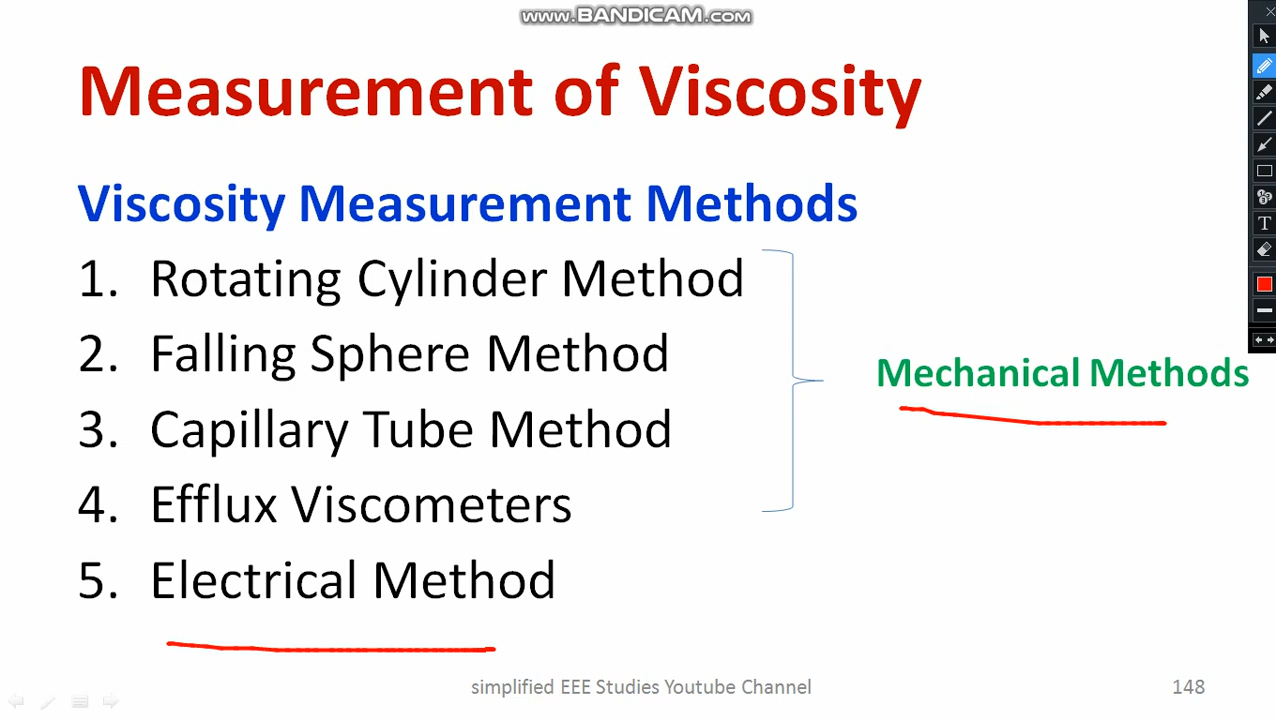 www.BANDICAM.com
Measurement of Viscosity
Viscosity Measurement Methods
1. Rotating Cylinder Method
2. Falling Sphere Method
3. Capillary Tube Method
4. Efflux Viscometers
5. Electrical Method
Mechanical Methods
simplified EEE Studies Youtube Channel
148
T